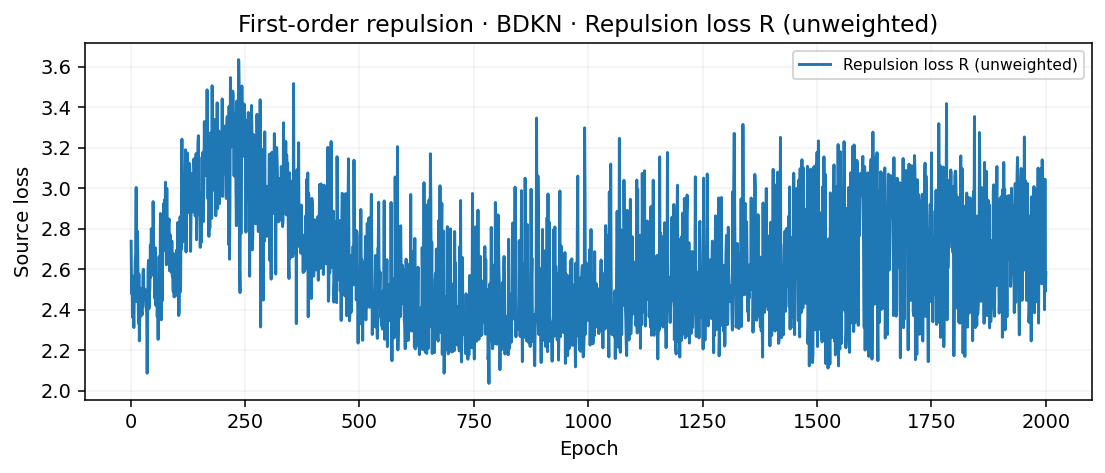 First-order repulsion · BDKN · Repulsion loss R (unweighted)
Repulsion loss R (unweighted)
Source loss
3.6
3.4
3.2
3.0
2.8
2.6
2.4
2.2
2.0
0 250 500 750 1000 1250 1500 1750 2000
Epoch